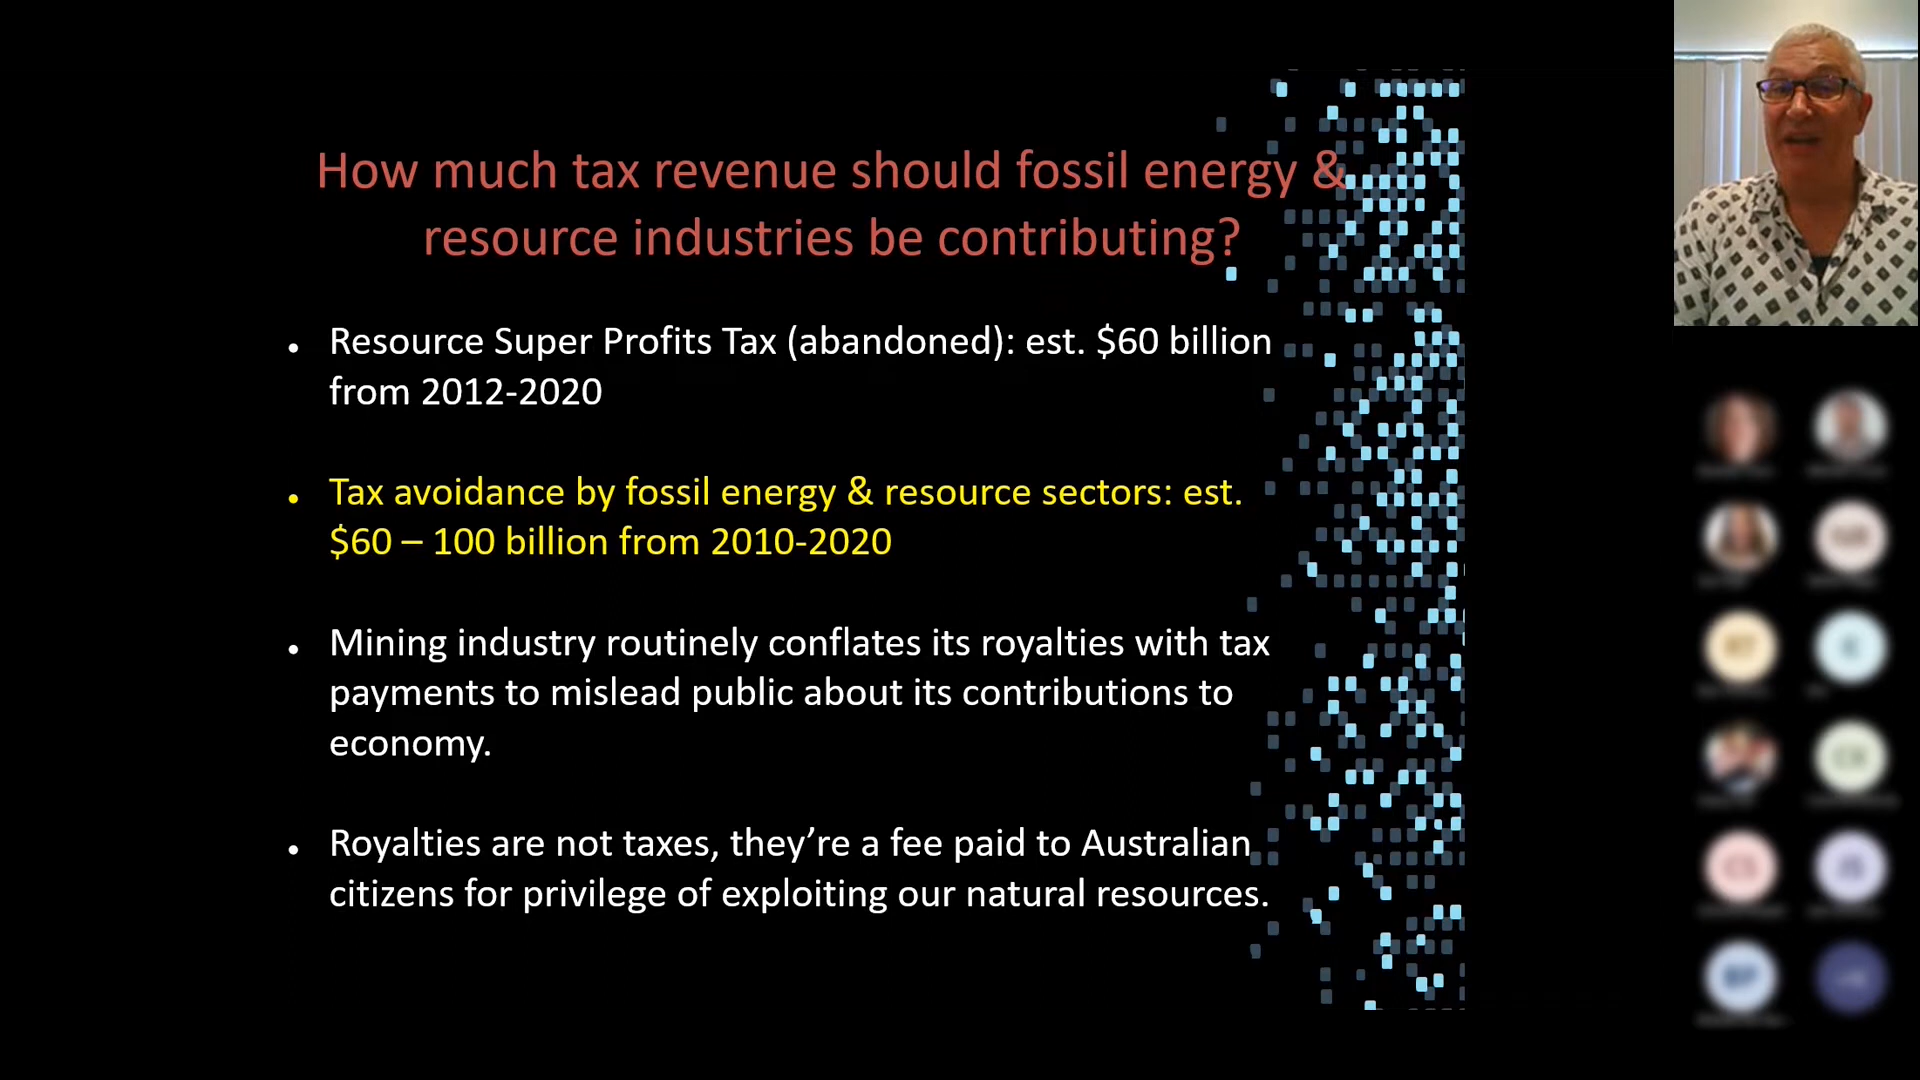 How much tax revenue should fossil energy &
resource industries be contributing?
• Resource Super Profits Tax (abandoned): est. $60 billion
from 2012-2020
• Tax avoidance by fossil energy & resource sectors: est.
$60 – 100 billion from 2010-2020
• Mining industry routinely conflates its royalties with tax
payments to mislead public about its contributions to
economy.
• Royalties are not taxes, they’re a fee paid to Australian
citizens for privilege of exploiting our natural resources.